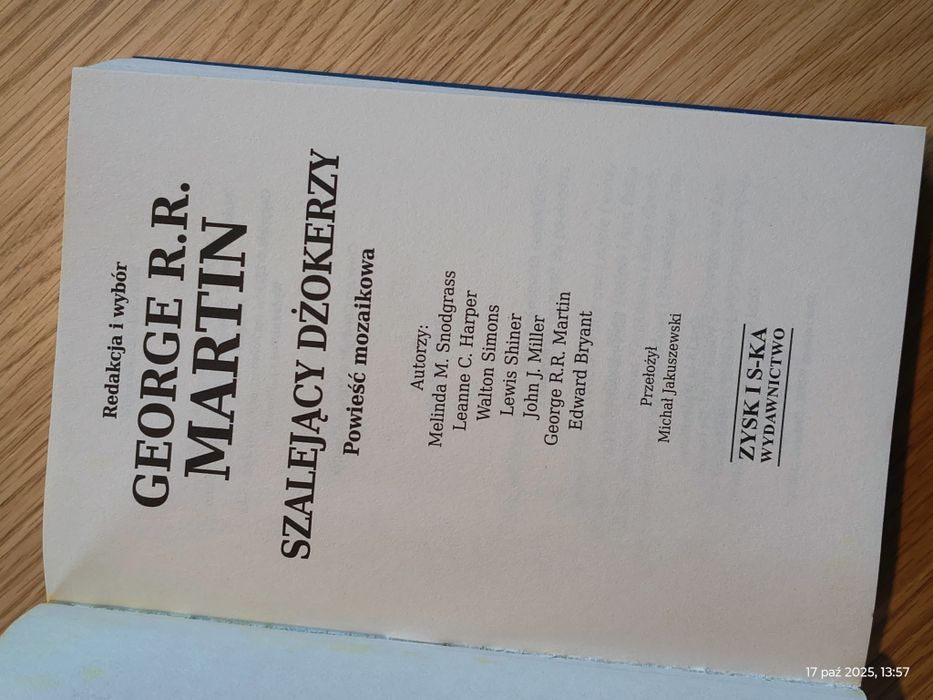 Redakcja i wybór
GEORGE R.R.
MARTIN
SZALEJĄCY DŻOKERZY
Powieść mozaikowa
Autorzy:
Melinda M. Snodgrass
Leanne C. Harper
Walton Simons
Lewis Shiner
John J. Miller
George R.R. Martin
Edward Bryant
Przełożył
Michał Jakuszewski
ZYSK I S-KA
WYDAWNICTWO
17 paź 2025, 13:57